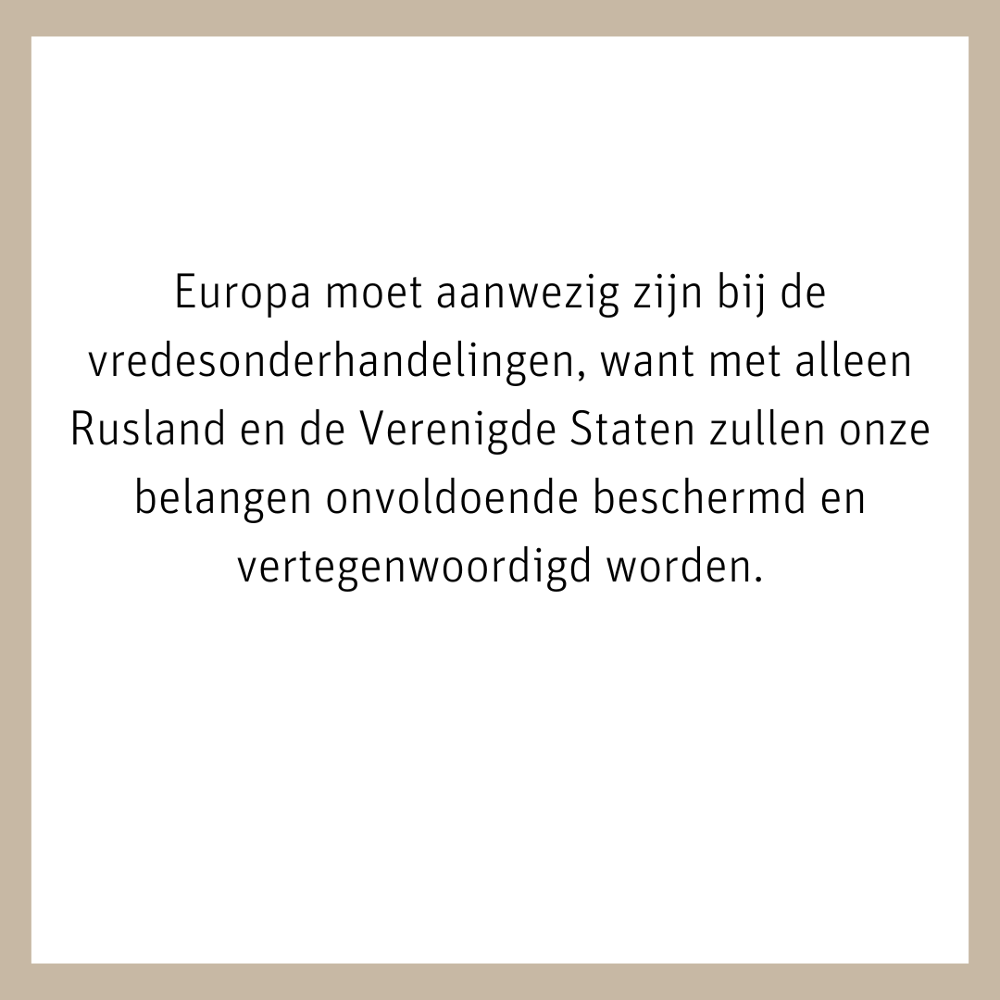 Europa moet aanwezig zijn bij de
vredesonderhandelingen, want met alleen
Rusland en de Verenigde Staten zullen onze
belangen onvoldoende beschermd en
vertegenwoordigd worden.